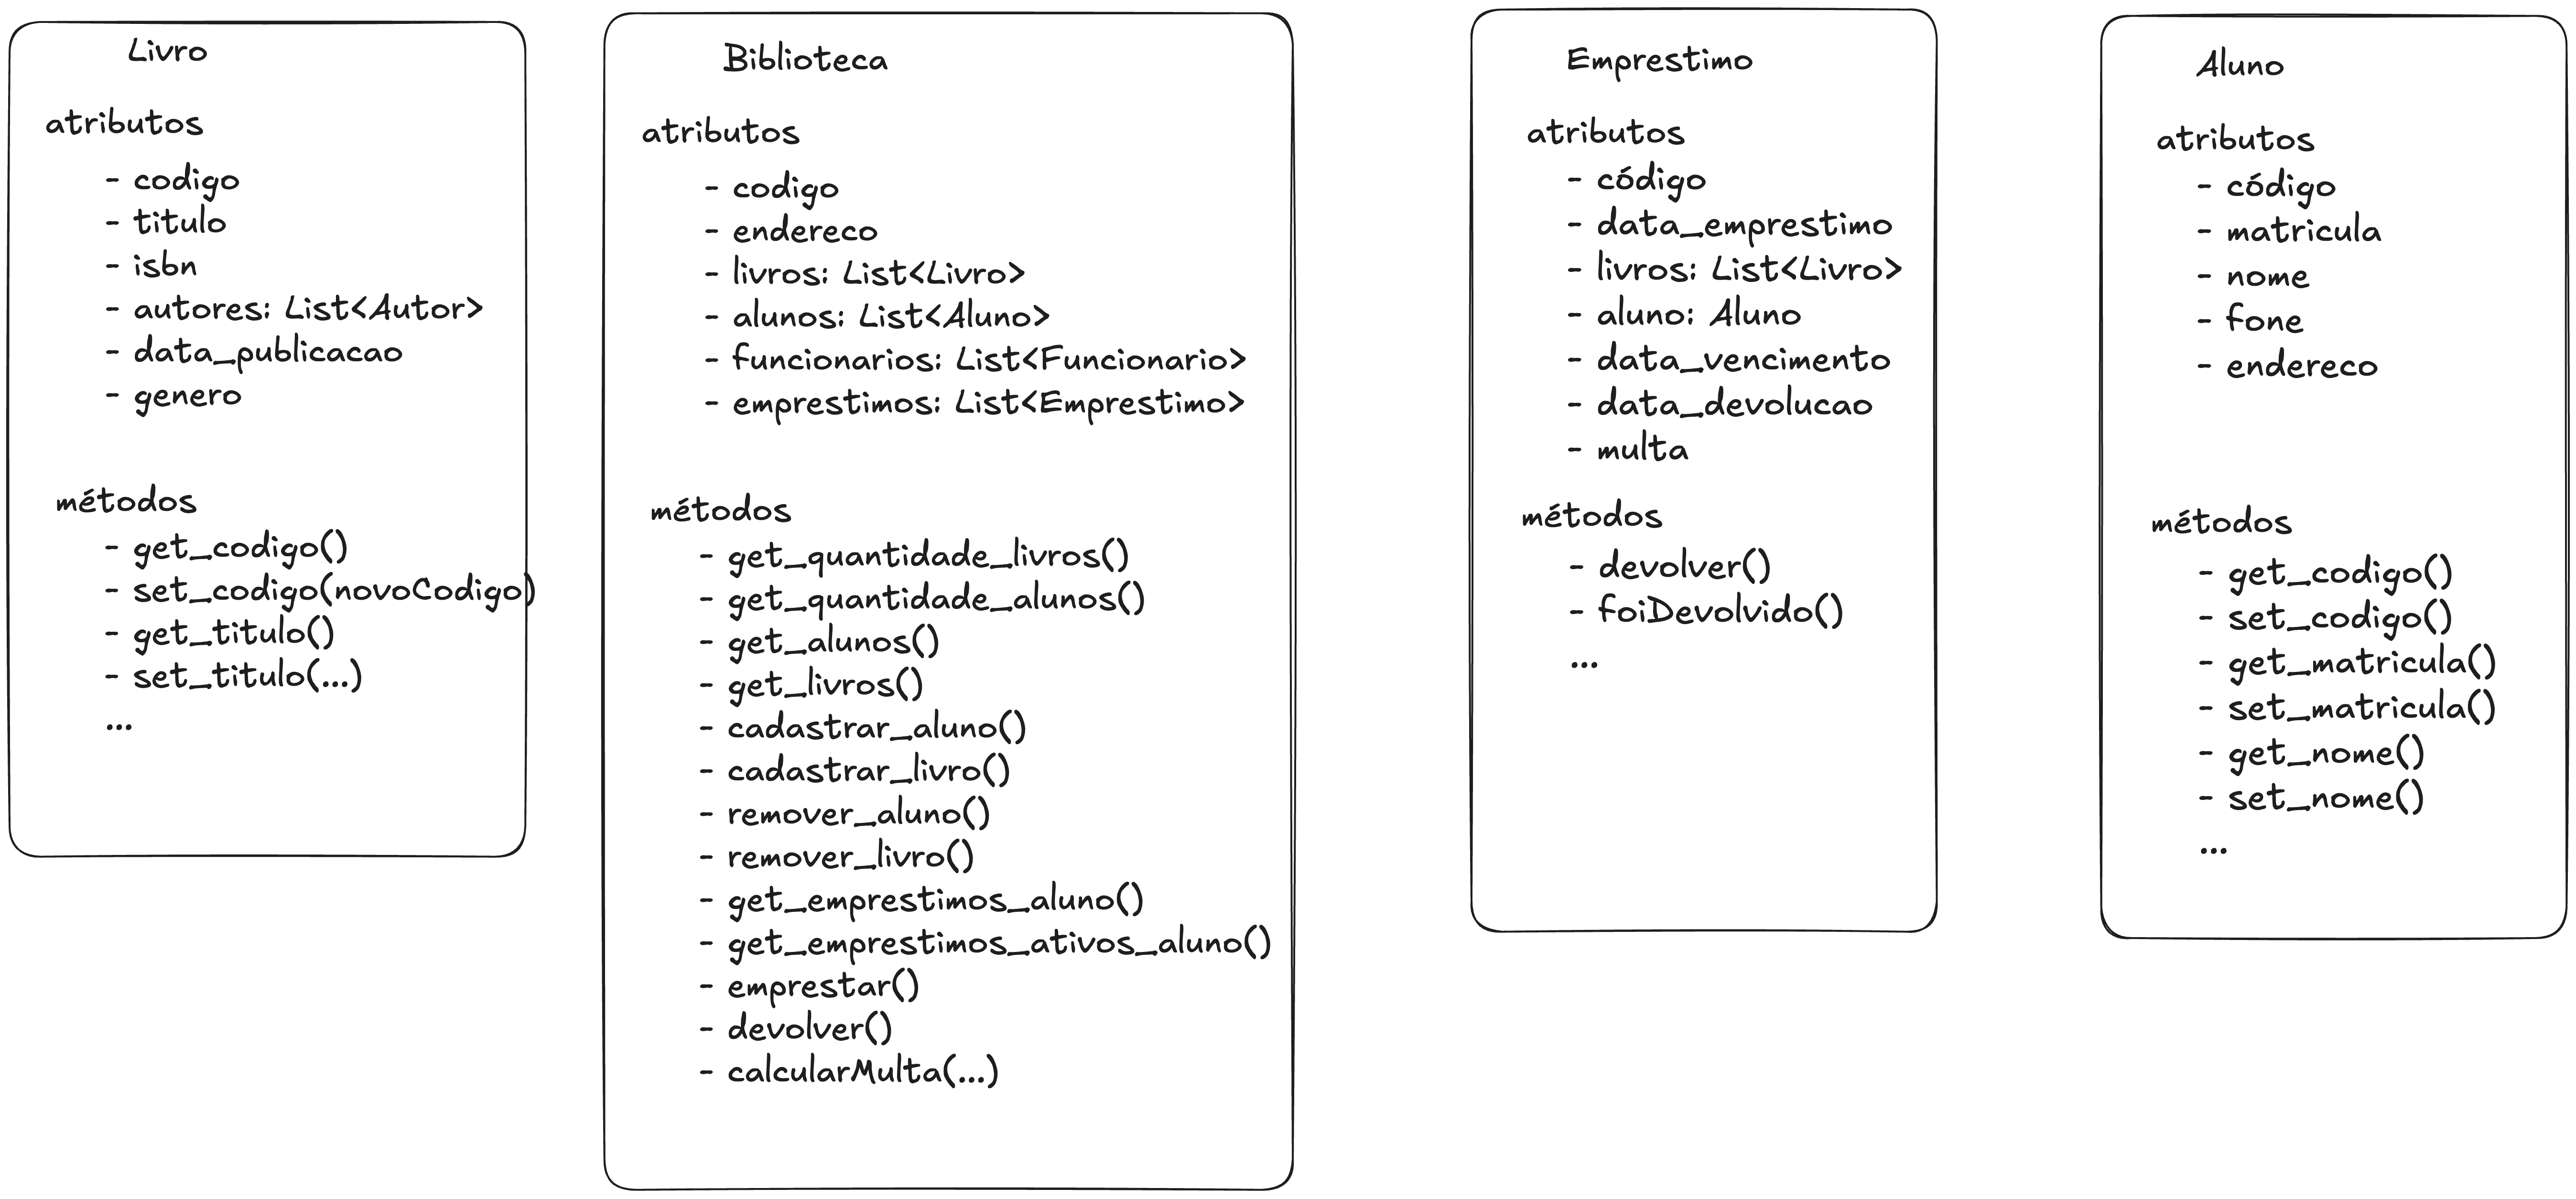 Livro
atributos
- codigo
- titulo
- isbn
- autores: List<Autor>
- data_publicacao
- genero
métodos
- get_codigo()
- set_codigo(novoCodigo)
- get_titulo()
- set_titulo(...)
...
Biblioteca
atributos
- codigo
- endereco
- livros: List<Livro>
- alunos: List<Aluno>
- funcionarios: List<Funcionario>
- emprestimos: List<Emprestimo>
métodos
- get_quantidade_livros()
- get_quantidade_alunos()
- get_alunos()
- get_livros()
- cadastrar_aluno()
- cadastrar_livro()
- remover_aluno()
- remover_livro()
- get_emprestimos_aluno()
- get_emprestimos_ativos_aluno()
- emprestar()
- devolver()
- calcularMulta(...)
Emprestimo
atributos
- código
- data_emprestimo
- livros: List<Livro>
- aluno: Aluno
- data_vencimento
- data_devolucao
- multa
métodos
- devolver()
- foiDevolvido()
...
Aluno
atributos
- código
- matricula
- nome
- fone
- endereco
métodos
- get_codigo()
- set_codigo()
- get_matricula()
- set_matricula()
- get_nome()
- set_nome()
...